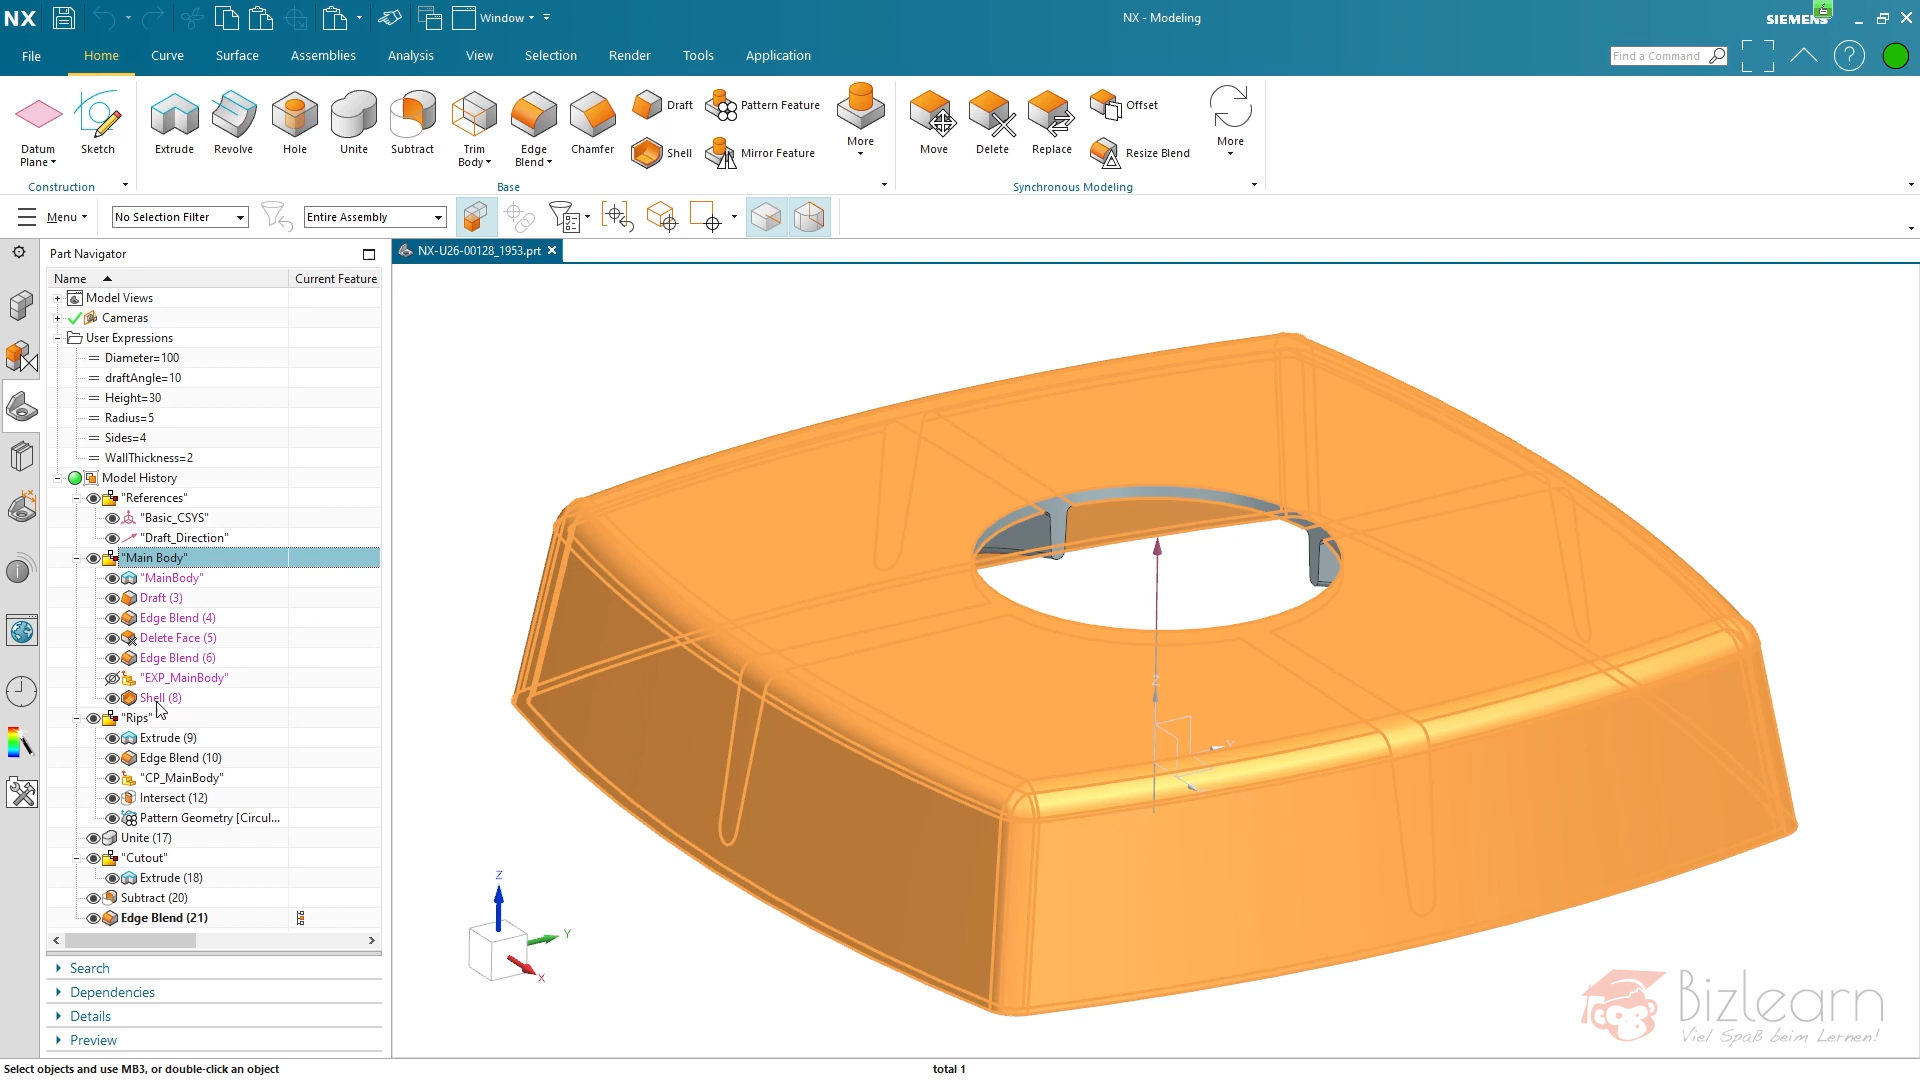 NX
Window
NX - Modeling
SIEMENS
File
Home
Curve
Surface
Assemblies
Analysis
View
Selection
Render
Tools
Application
Find a Command
Datum
Plane
Sketch
Extrude
Revolve
Hole
Unite
Subtract
Trim
Body
Edge
Blend
Chamfer
Draft
Shell
Pattern Feature
Mirror Feature
More
Move
Delete
Replace
Offset
Resize Blend
More
Construction
Base
Synchronous Modeling
Menu
No Selection Filter
Entire Assembly
Part Navigator
NX-U26-00128_1953.prt
Name
Current Feature
Model Views
Cameras
User Expressions
Diameter=100
draftAngle=10
Height=30
Radius=5
Sides=4
WallThickness=2
Model History
"References"
"Basic_CSYS"
"Draft_Direction"
"Main Body"
"MainBody"
Draft (3)
Edge Blend (4)
Delete Face (5)
Edge Blend (6)
"EXP_MainBody"
Shell (8)
"Rips"
Extrude (9)
Edge Blend (10)
"CP_MainBody"
Intersect (12)
Pattern Geometry [Circul...
Unite (17)
"Cutout"
Extrude (18)
Subtract (20)
Edge Blend (21)
Search
Dependencies
Details
Preview
Z
Y
X
Z
Y
Bizlearn
Viel Spaß beim Lernen!
Select objects and use MB3, or double-click an object
total 1